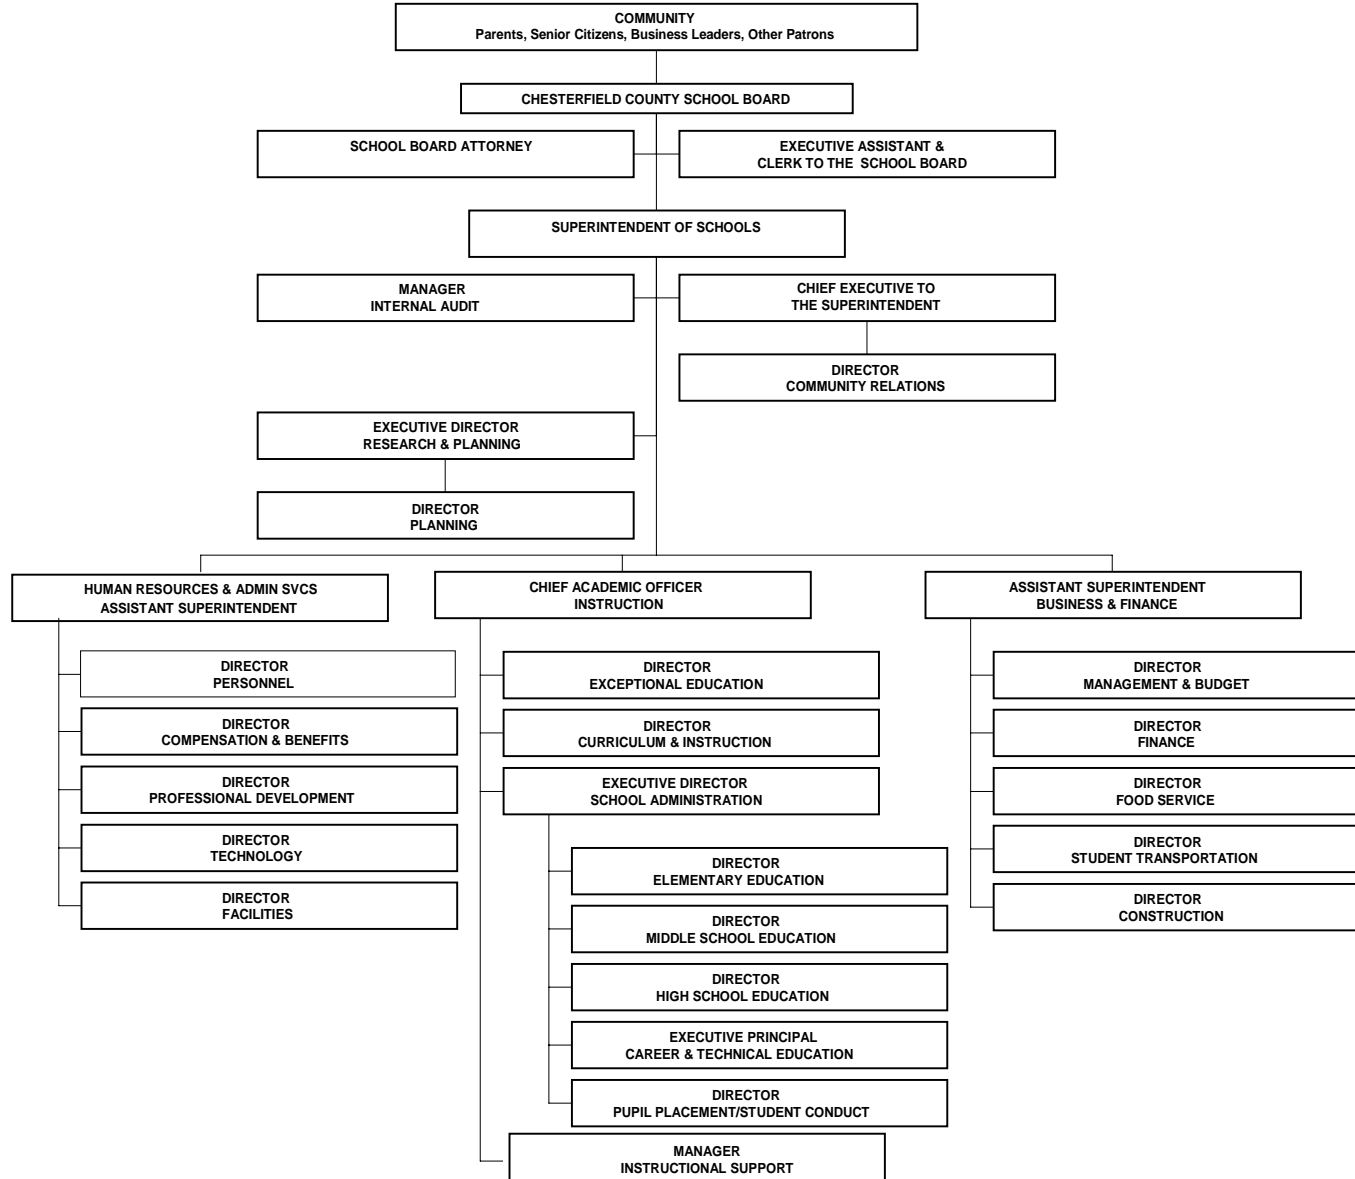 COMMUNITY
Parents, Senior Citizens, Business Leaders, Other Patrons
CHESTERFIELD COUNTY SCHOOL BOARD
SCHOOL BOARD ATTORNEY
EXECUTIVE ASSISTANT &
CLERK TO THE SCHOOL BOARD
SUPERINTENDENT OF SCHOOLS
MANAGER
INTERNAL AUDIT
CHIEF EXECUTIVE TO
THE SUPERINTENDENT
DIRECTOR
COMMUNITY RELATIONS
EXECUTIVE DIRECTOR
RESEARCH & PLANNING
DIRECTOR
PLANNING
HUMAN RESOURCES & ADMIN SVCS
ASSISTANT SUPERINTENDENT
DIRECTOR
PERSONNEL
DIRECTOR
COMPENSATION & BENEFITS
DIRECTOR
PROFESSIONAL DEVELOPMENT
DIRECTOR
TECHNOLOGY
DIRECTOR
FACILITIES
CHIEF ACADEMIC OFFICER
INSTRUCTION
DIRECTOR
EXCEPTIONAL EDUCATION
DIRECTOR
CURRICULUM & INSTRUCTION
EXECUTIVE DIRECTOR
SCHOOL ADMINISTRATION
DIRECTOR
ELEMENTARY EDUCATION
DIRECTOR
MIDDLE SCHOOL EDUCATION
DIRECTOR
HIGH SCHOOL EDUCATION
EXECUTIVE PRINCIPAL
CAREER & TECHNICAL EDUCATION
DIRECTOR
PUPIL PLACEMENT/STUDENT CONDUCT
MANAGER
INSTRUCTIONAL SUPPORT
ASSISTANT SUPERINTENDENT
BUSINESS & FINANCE
DIRECTOR
MANAGEMENT & BUDGET
DIRECTOR
FINANCE
DIRECTOR
FOOD SERVICE
DIRECTOR
STUDENT TRANSPORTATION
DIRECTOR
CONSTRUCTION